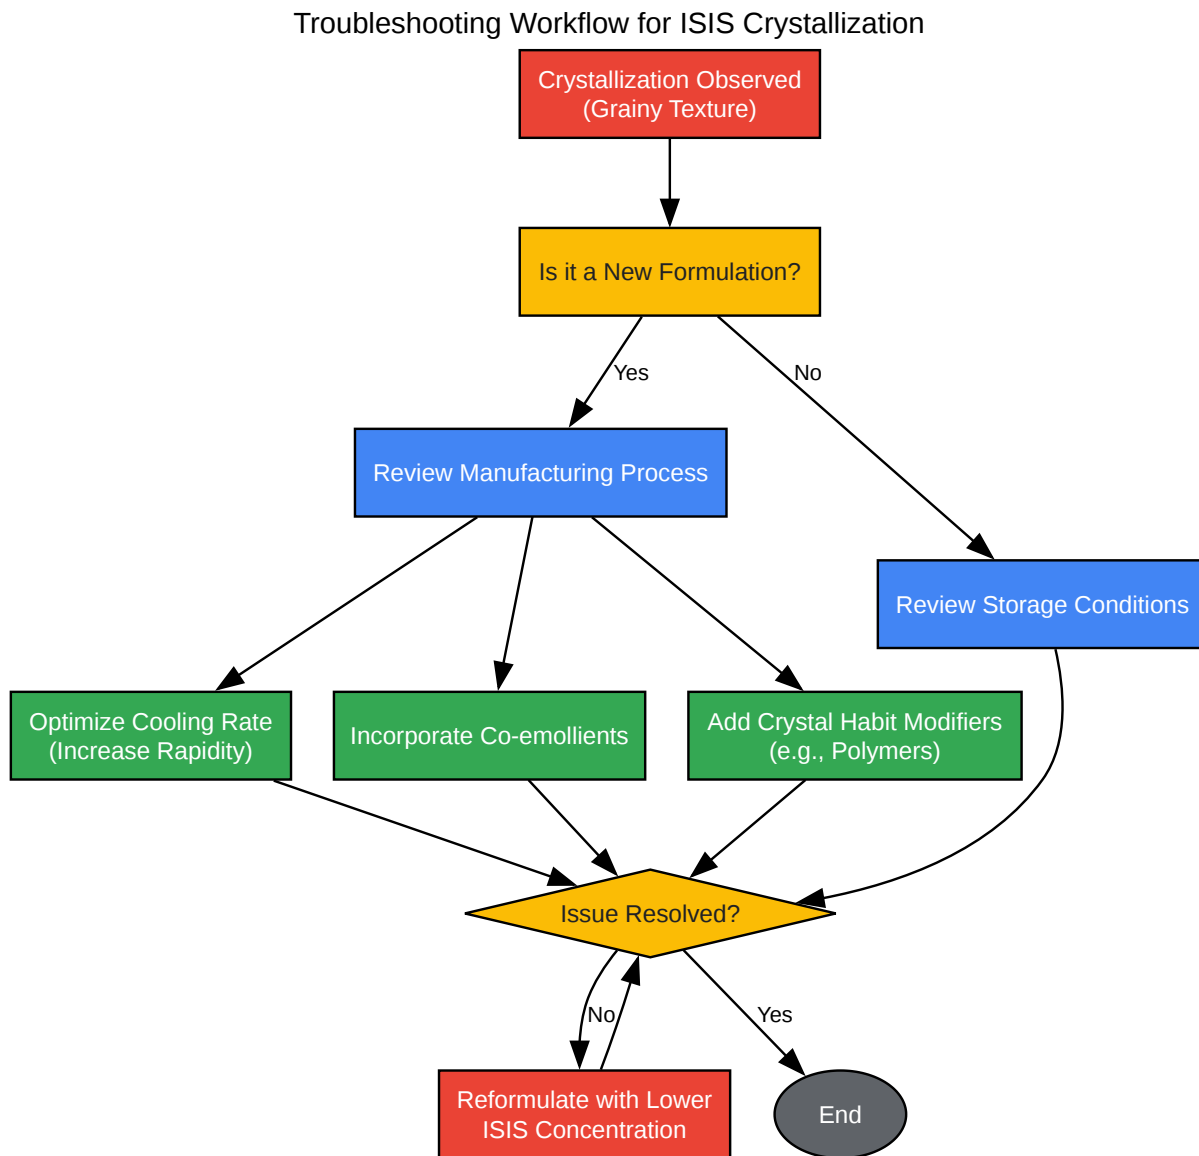 Troubleshooting Workflow for ISIS Crystallization
Crystallization Observed
(Grainy Texture)
Is it a New Formulation?
Yes
No
Review Manufacturing Process
Review Storage Conditions
Optimize Cooling Rate
(Increase Rapidity)
Incorporate Co-emollients
Add Crystal Habit Modifiers
(e.g., Polymers)
Issue Resolved?
No
Yes
Reformulate with Lower
ISIS Concentration
End